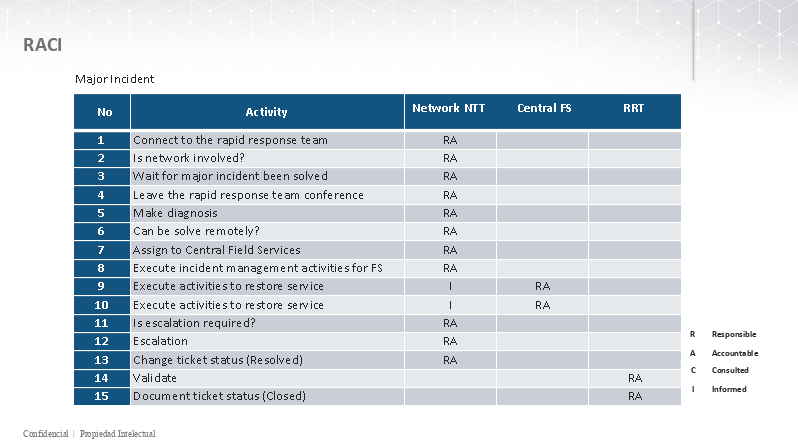 RACI
Major Incident
No Activity Network NTT Central FS RRT
1 Connect to the rapid response team RA
2 Is network involved? RA
3 Wait for major incident been solved RA
4 Leave the rapid response team conference RA
5 Make diagnosis RA
6 Can be solve remotely? RA
7 Assign to Central Field Services RA
8 Execute incident management activities for FS RA
9 Execute activities to restore service I RA
10 Execute activities to restore service I RA
11 Is escalation required? RA
12 Escalation RA
13 Change ticket status (Resolved) RA
14 Validate RA
15 Document ticket status (Closed) RA
R Responsible
A Accountable
C Consulted
I Informed
Confidencial | Propiedad Intelectual